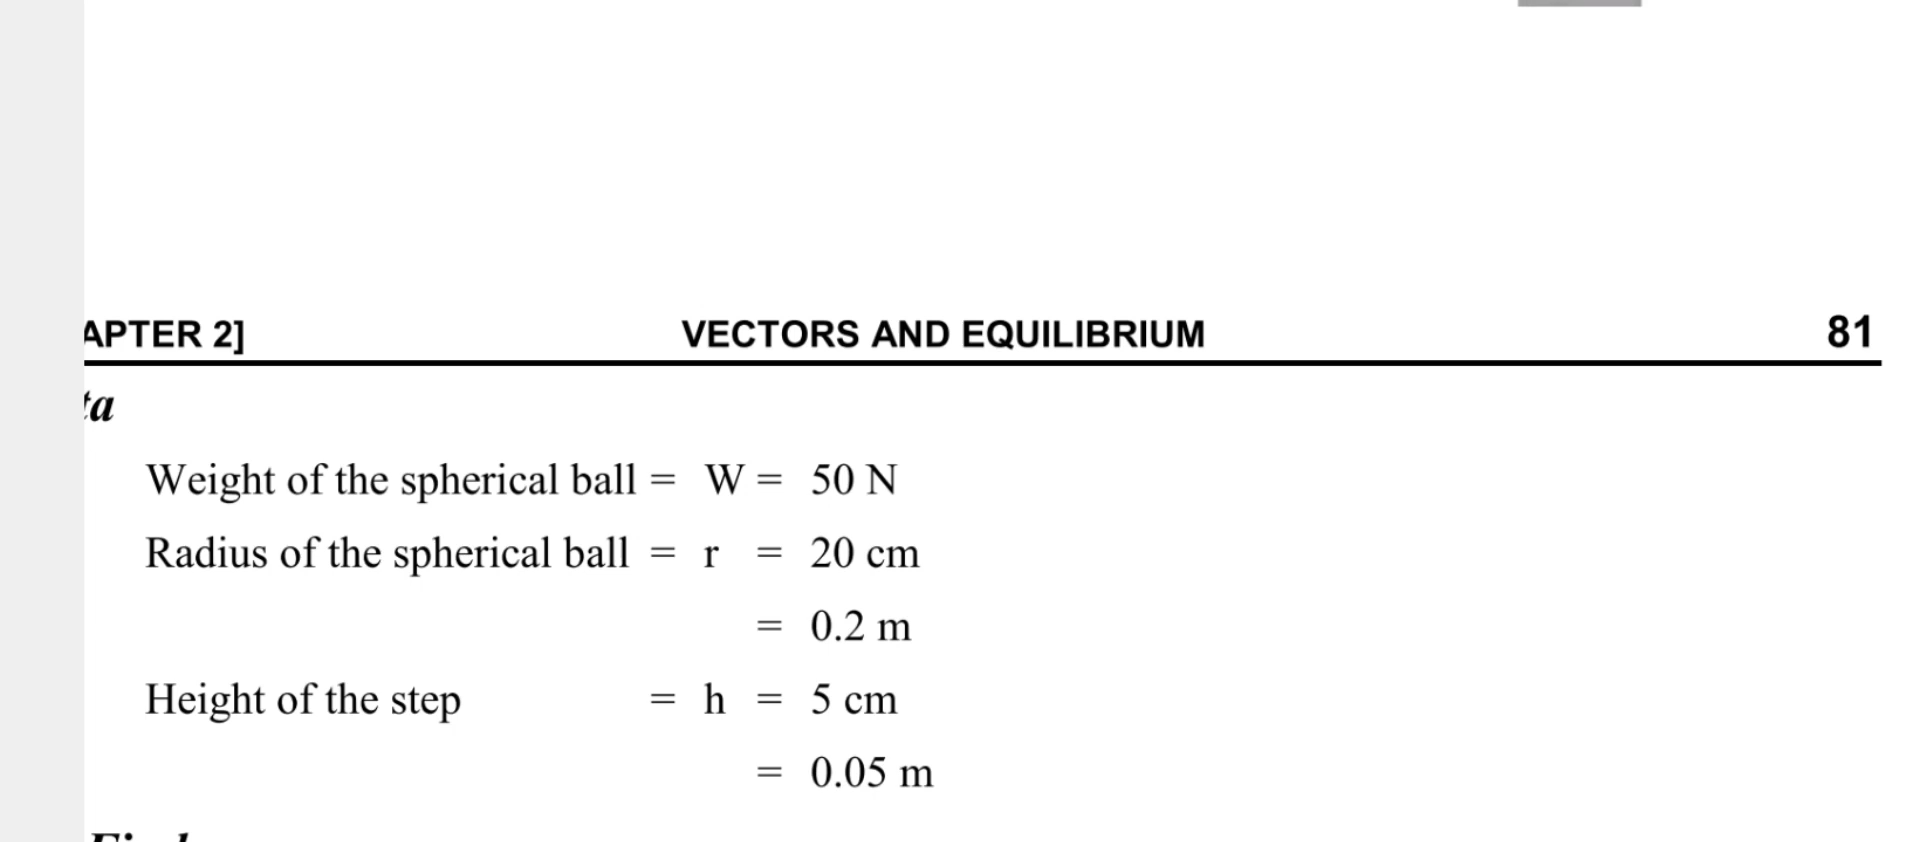 APTER 2] VECTORS AND EQUILIBRIUM 81
ta
Weight of the spherical ball = W = 50 N
Radius of the spherical ball = r = 20 cm
= 0.2 m
Height of the step = h = 5 cm
= 0.05 m